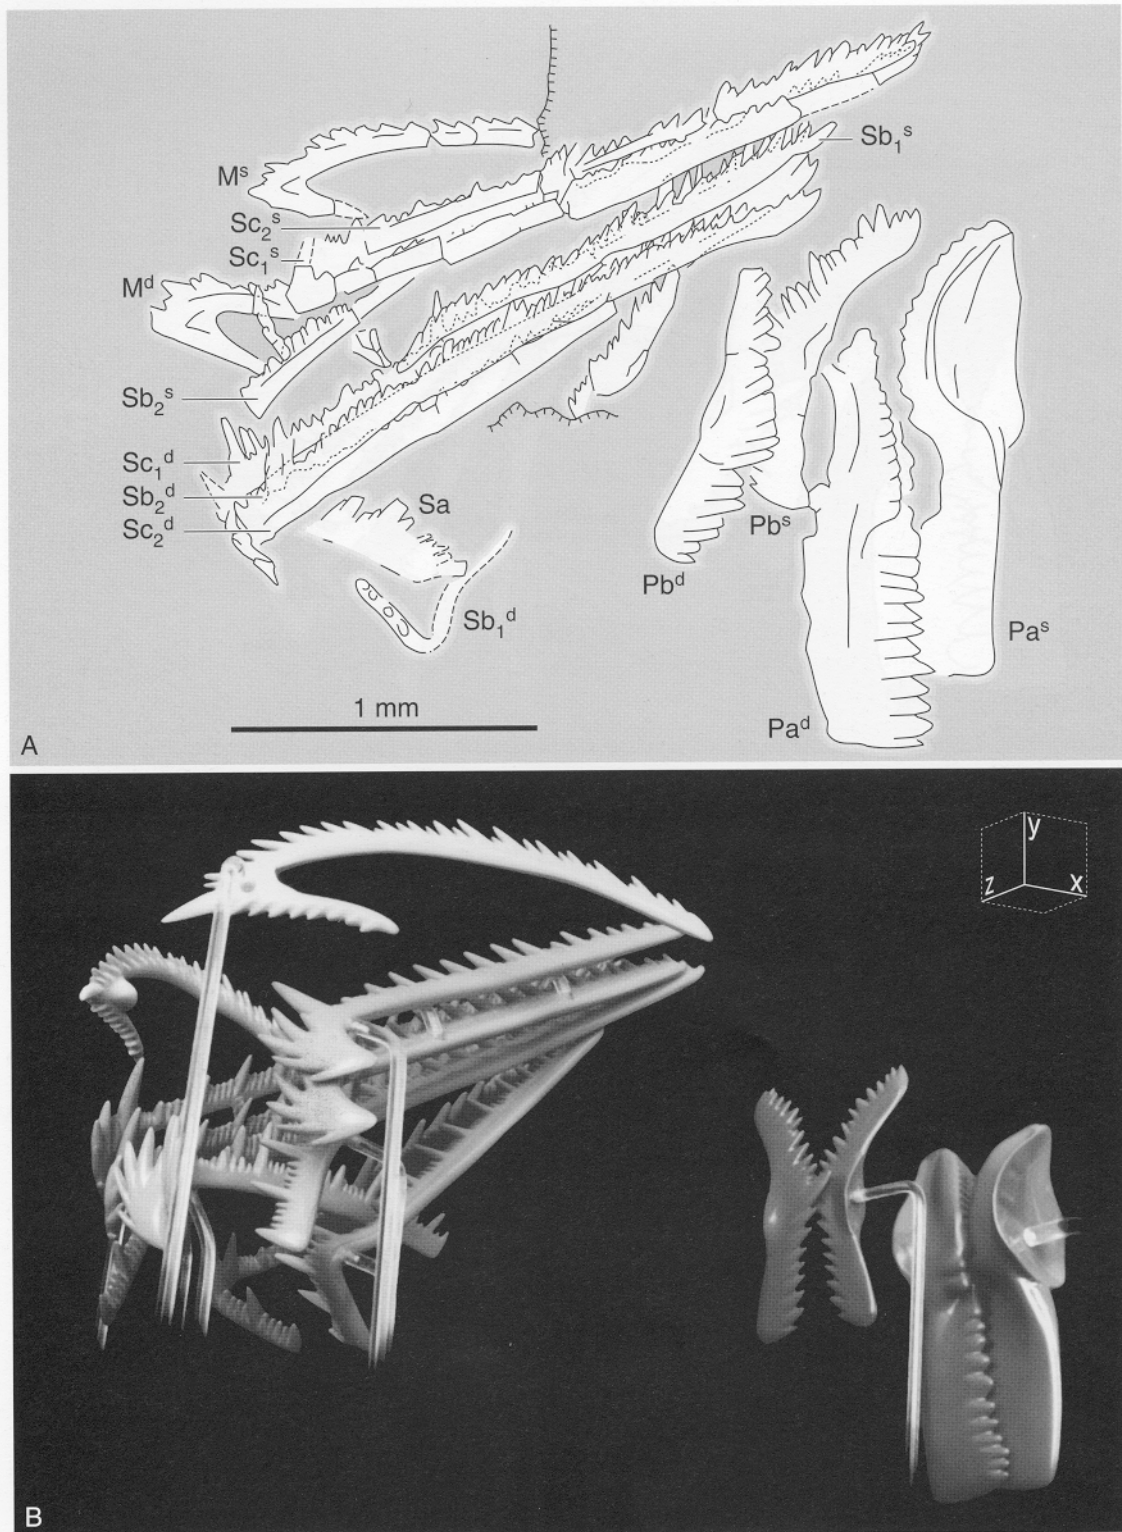 Sb₁ˢ
Mˢ
Sc₂ˢ
Sc₁ˢ
Mᵈ
Sb₂ˢ
Sc₁ᵈ
Sb₂ᵈ
Sc₂ᵈ
Sa
Sb₁ᵈ
Pbˢ
Pbᵈ
Paˢ
Paᵈ
1 mm
A
y
z
x
B